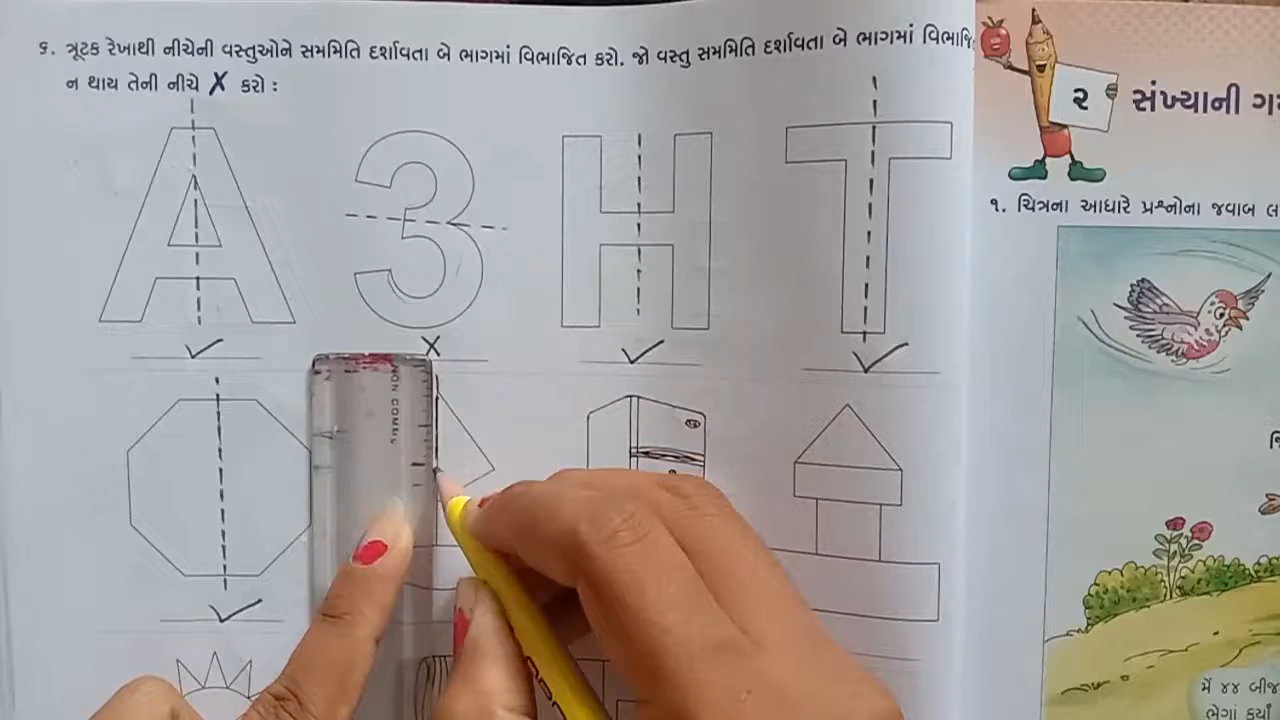 ૬. ત્રૂટક રેખાથી નીચેની વસ્તુઓને સમમિતિ દર્શાવતા બે ભાગમાં વિભાજિત કરો. જો વસ્તુ સમમિતિ દર્શાવતા બે ભાગમાં
ન થાય તેની નીચે X કરો :
A 3 H T
૨ સંખ્યાની
૧. ચિત્રના આધારે પ્રશ્નોના જવાબ
મેં ૪૪ બીજ
ભેગાં કર્યાં